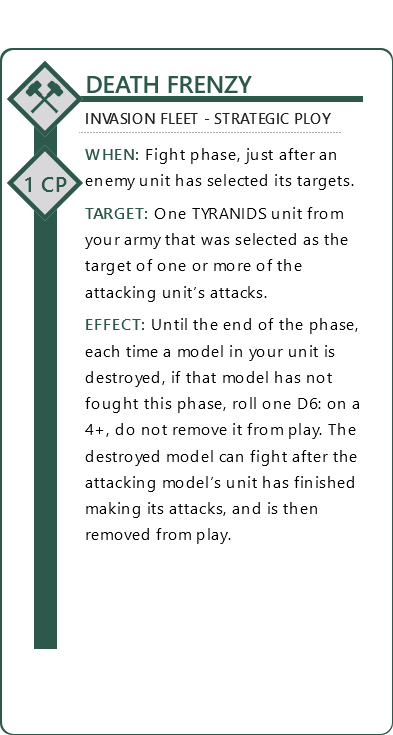 DEATH FRENZY
INVASION FLEET - STRATEGIC PLOY
1 CP
WHEN: Fight phase, just after an
enemy unit has selected its targets.
TARGET: One TYRANIDS unit from
your army that was selected as the
target of one or more of the
attacking unit’s attacks.
EFFECT: Until the end of the phase,
each time a model in your unit is
destroyed, if that model has not
fought this phase, roll one D6: on a
4+, do not remove it from play. The
destroyed model can fight after the
attacking model’s unit has finished
making its attacks, and is then
removed from play.